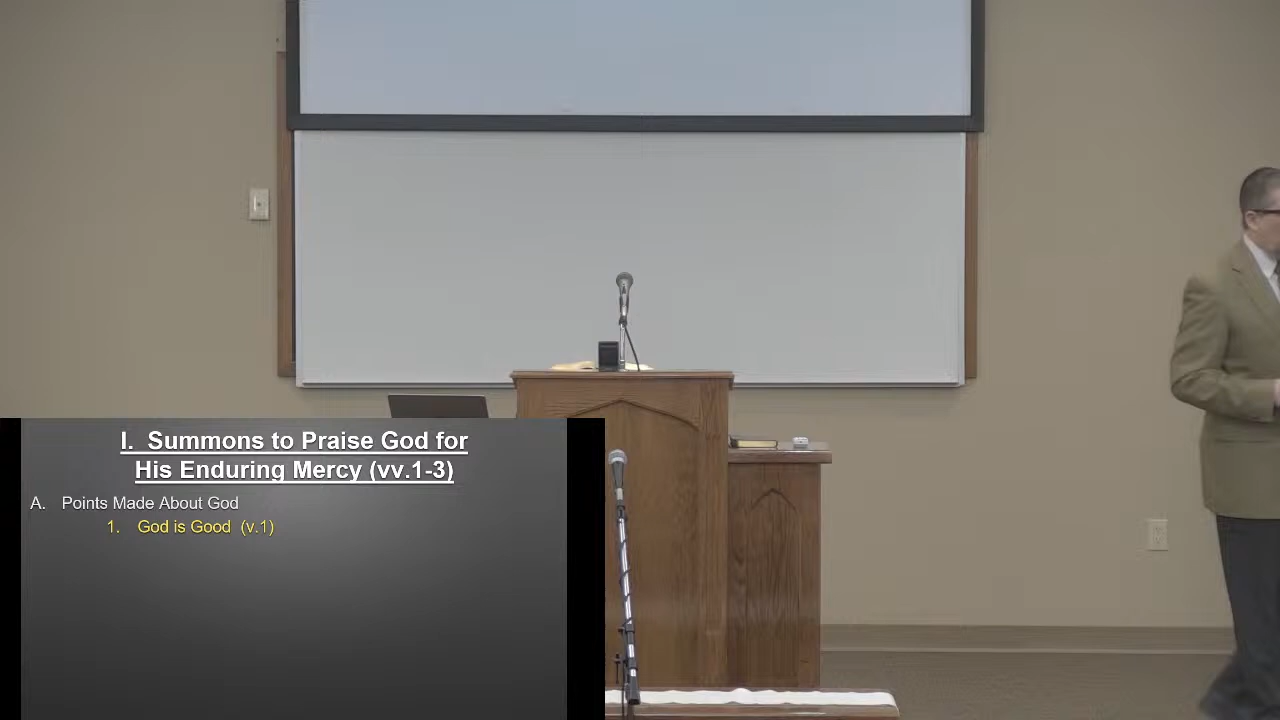 I.  Summons to Praise God for
His Enduring Mercy (vv.1-3)
A.  Points Made About God
1.  God is Good  (v.1)